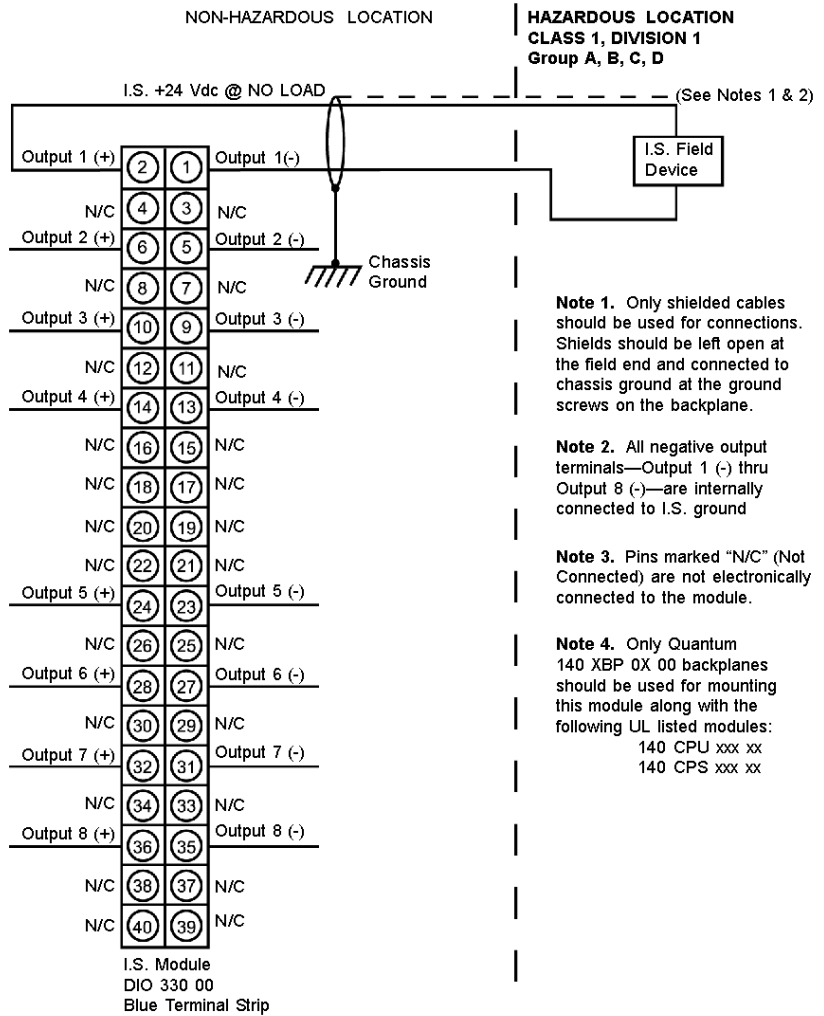 NON-HAZARDOUS LOCATION
HAZARDOUS LOCATION
CLASS 1, DIVISION 1
Group A, B, C, D
I.S. +24 Vdc @ NO LOAD
(See Notes 1 & 2)
I.S. Field
Device
Output 1 (+) 2 1 Output 1(-)
N/C 4 3 N/C
Output 2 (+) 6 5 Output 2 (-)
Chassis
Ground
N/C 8 7 N/C
Output 3 (+) 10 9 Output 3 (-)
N/C 12 11 N/C
Output 4 (+) 14 13 Output 4 (-)
N/C 16 15 N/C
N/C 18 17 N/C
N/C 20 19 N/C
N/C 22 21 N/C
Output 5 (+) 24 23 Output 5 (-)
N/C 26 25 N/C
Output 6 (+) 28 27 Output 6 (-)
N/C 30 29 N/C
Output 7 (+) 32 31 Output 7 (-)
N/C 34 33 N/C
Output 8 (+) 36 35 Output 8 (-)
N/C 38 37 N/C
N/C 40 39 N/C
I.S. Module
DIO 330 00
Blue Terminal Strip
Note 1. Only shielded cables
should be used for connections.
Shields should be left open at
the field end and connected to
chassis ground at the ground
screws on the backplane.
Note 2. All negative output
terminals—Output 1 (-) thru
Output 8 (-)—are internally
connected to I.S. ground
Note 3. Pins marked “N/C” (Not
Connected) are not electronically
connected to the module.
Note 4. Only Quantum
140 XBP 0X 00 backplanes
should be used for mounting
this module along with the
following UL listed modules:
140 CPU xxx xx
140 CPS xxx xx